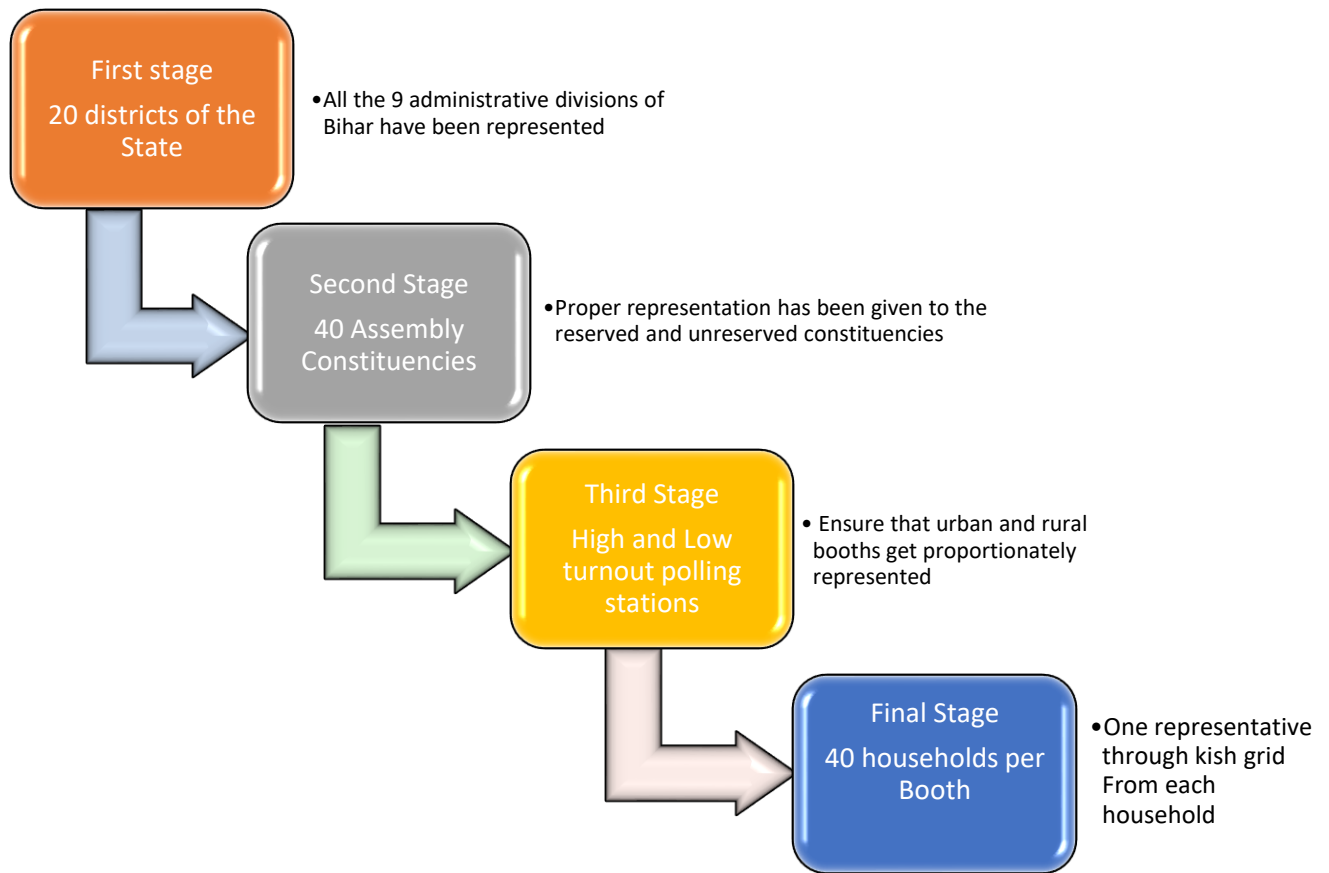 First stage
20 districts of the
State
•All the 9 administrative divisions of
Bihar have been represented
Second Stage
40 Assembly
Constituencies
•Proper representation has been given to the
reserved and unreserved constituencies
Third Stage
High and Low
turnout polling
stations
• Ensure that urban and rural
booths get proportionately
represented
Final Stage
40 households per
Booth
•One representative
through kish grid
From each
household